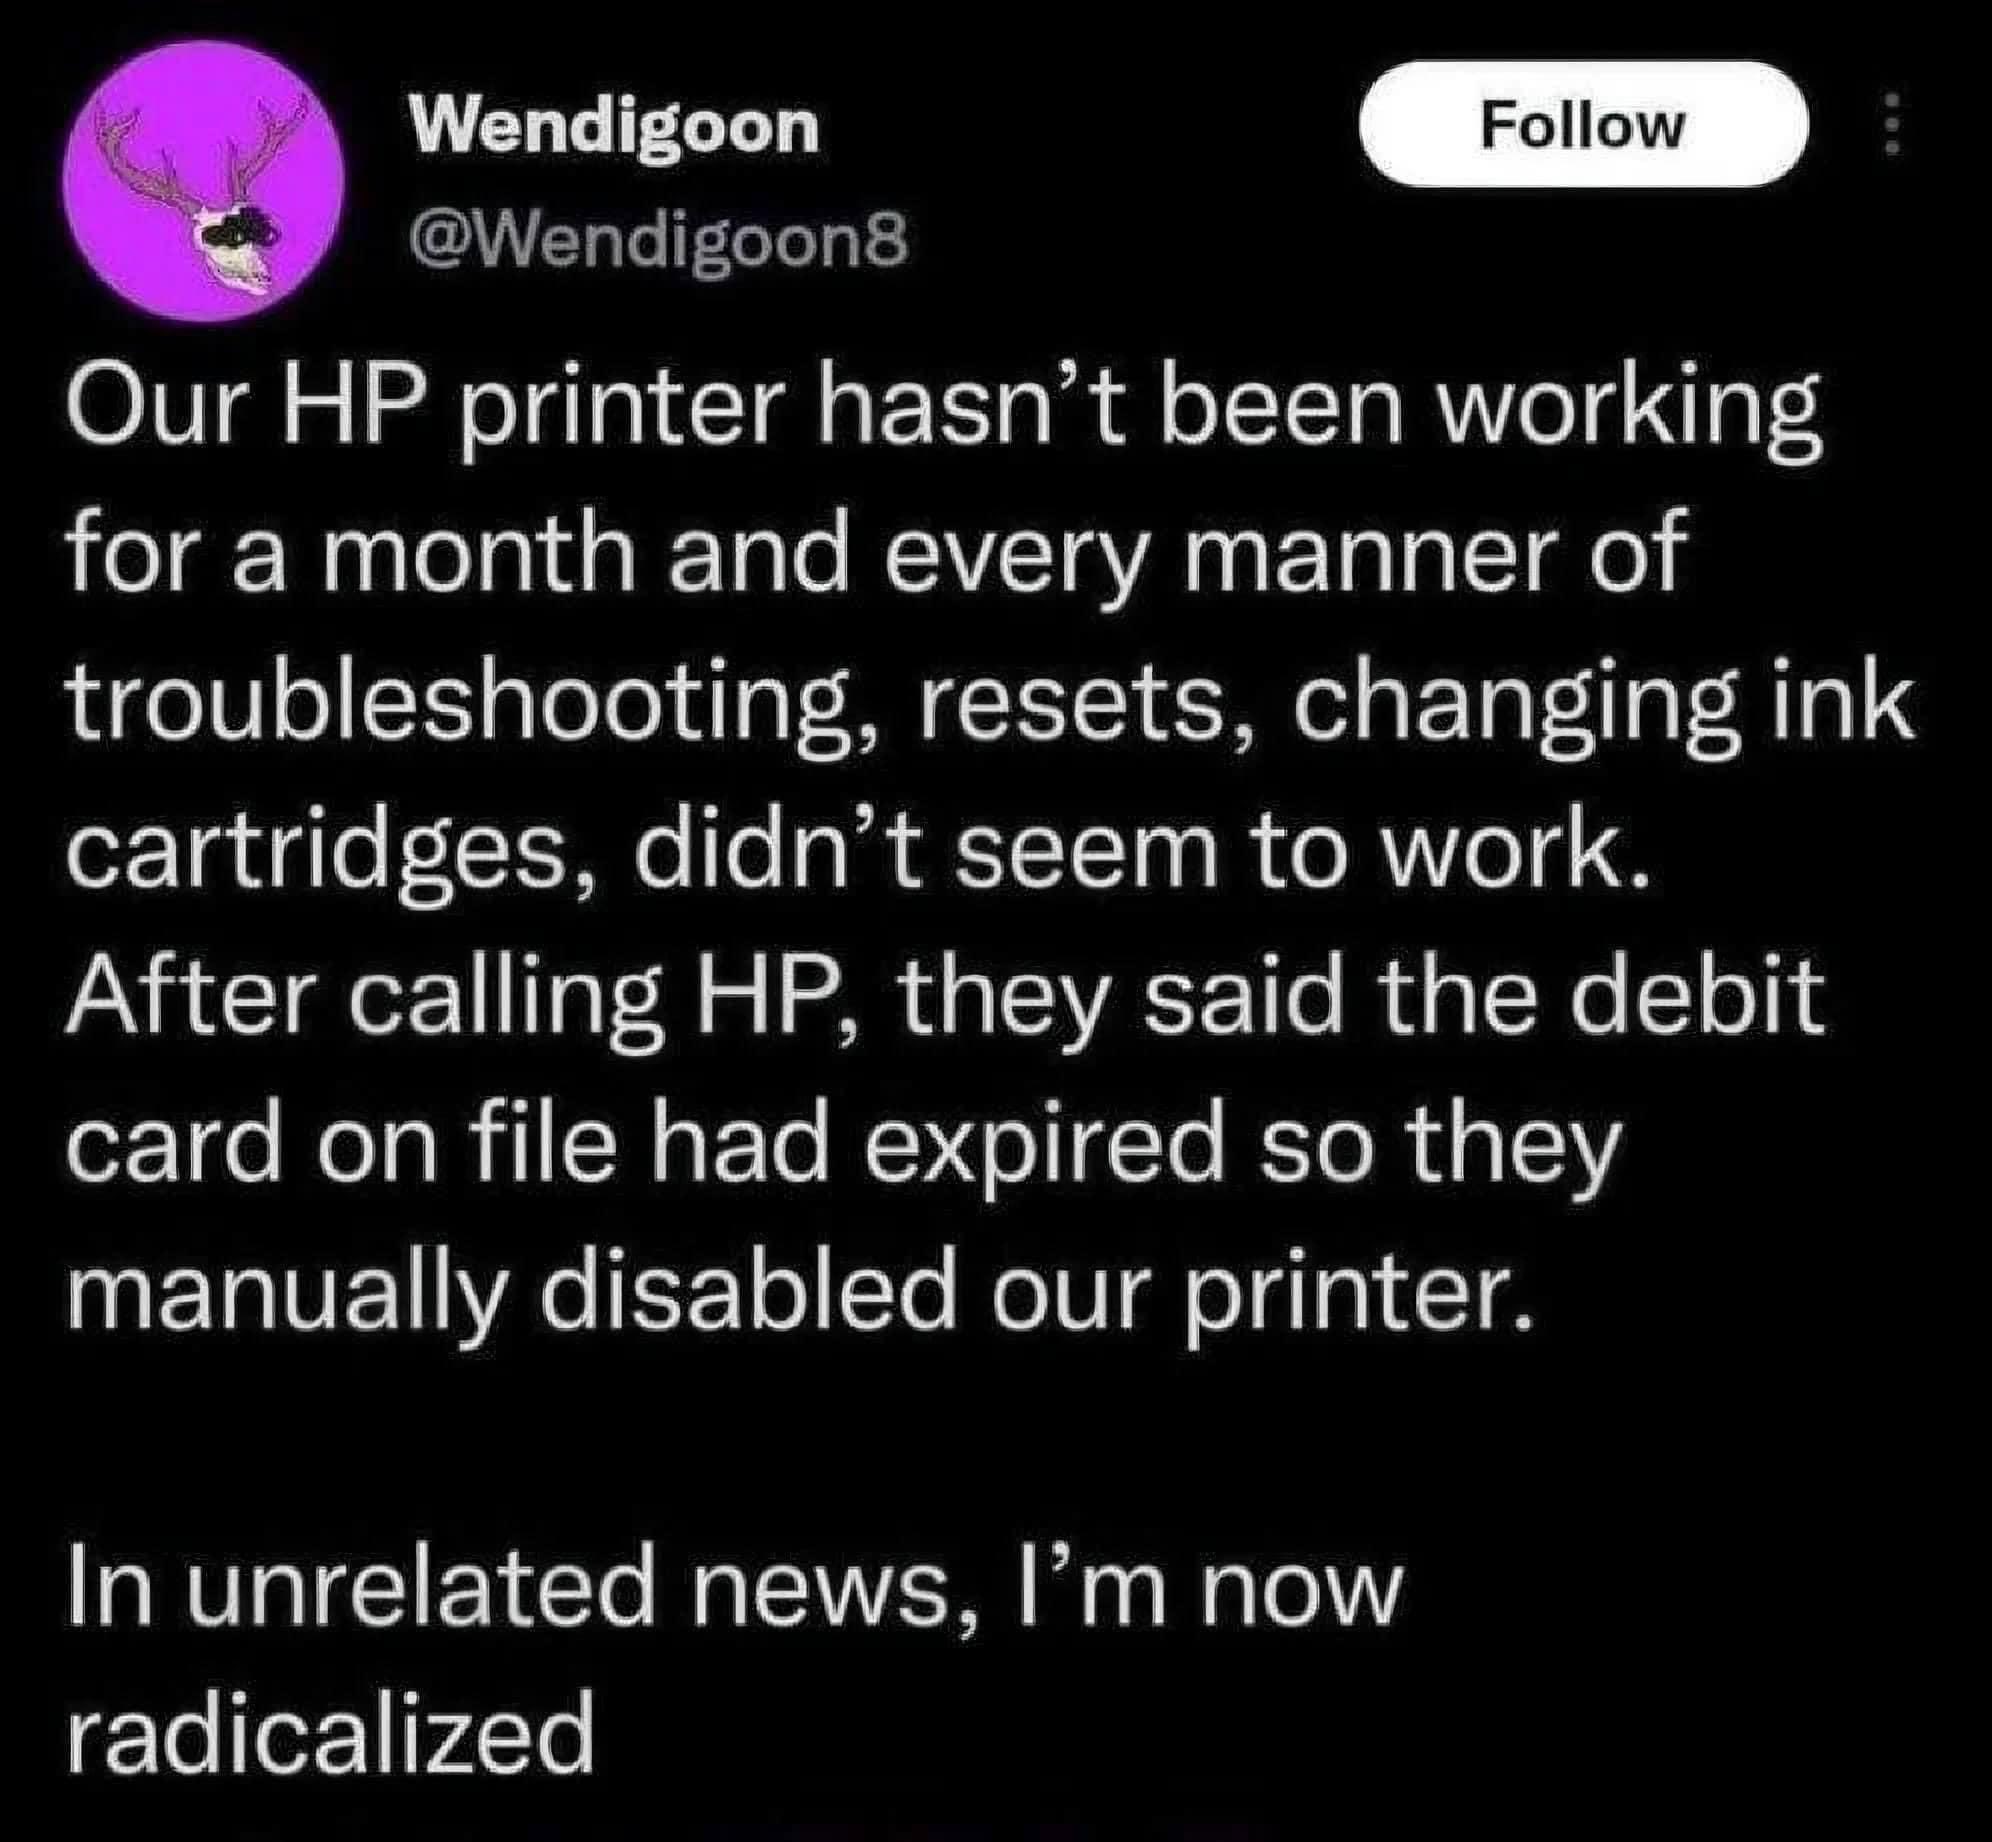 Wendigoon
Follow
@Wendigoon8
Our HP printer hasn’t been working
for a month and every manner of
troubleshooting, resets, changing ink
cartridges, didn’t seem to work.
After calling HP, they said the debit
card on file had expired so they
manually disabled our printer.
In unrelated news, I’m now
radicalized